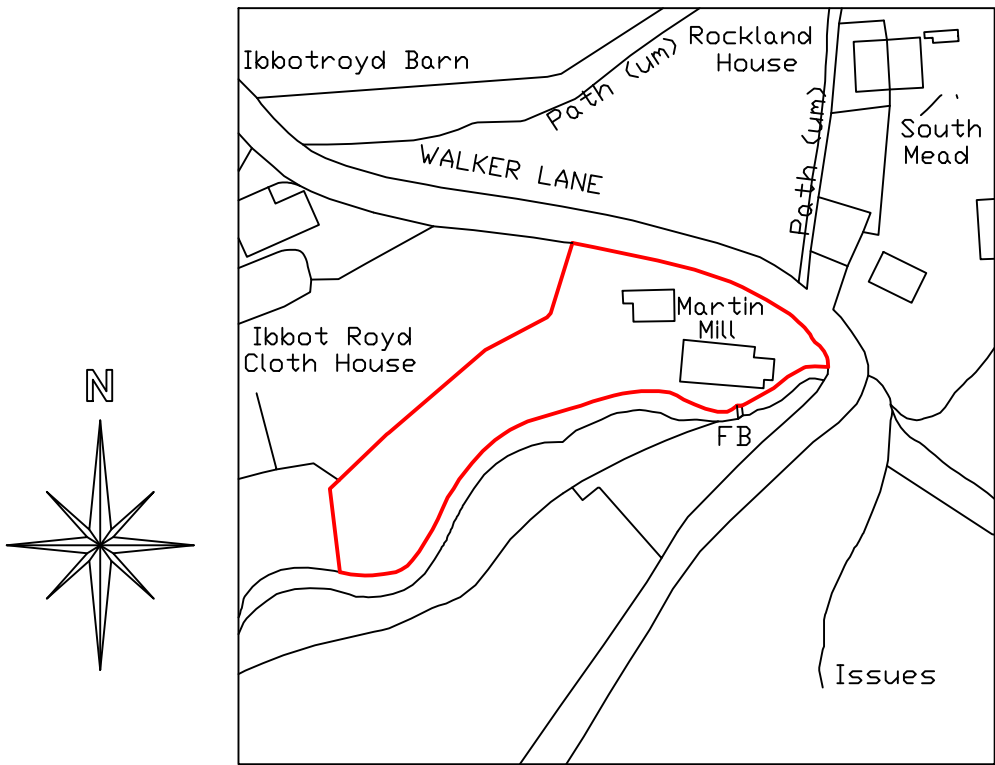 Ibbotroyd Barn
Rockland
House
Path (um)
Path (um)
South
Mead
WALKER LANE
Martin
Mill
Ibbot Royd
Cloth House
N
FB
Issues